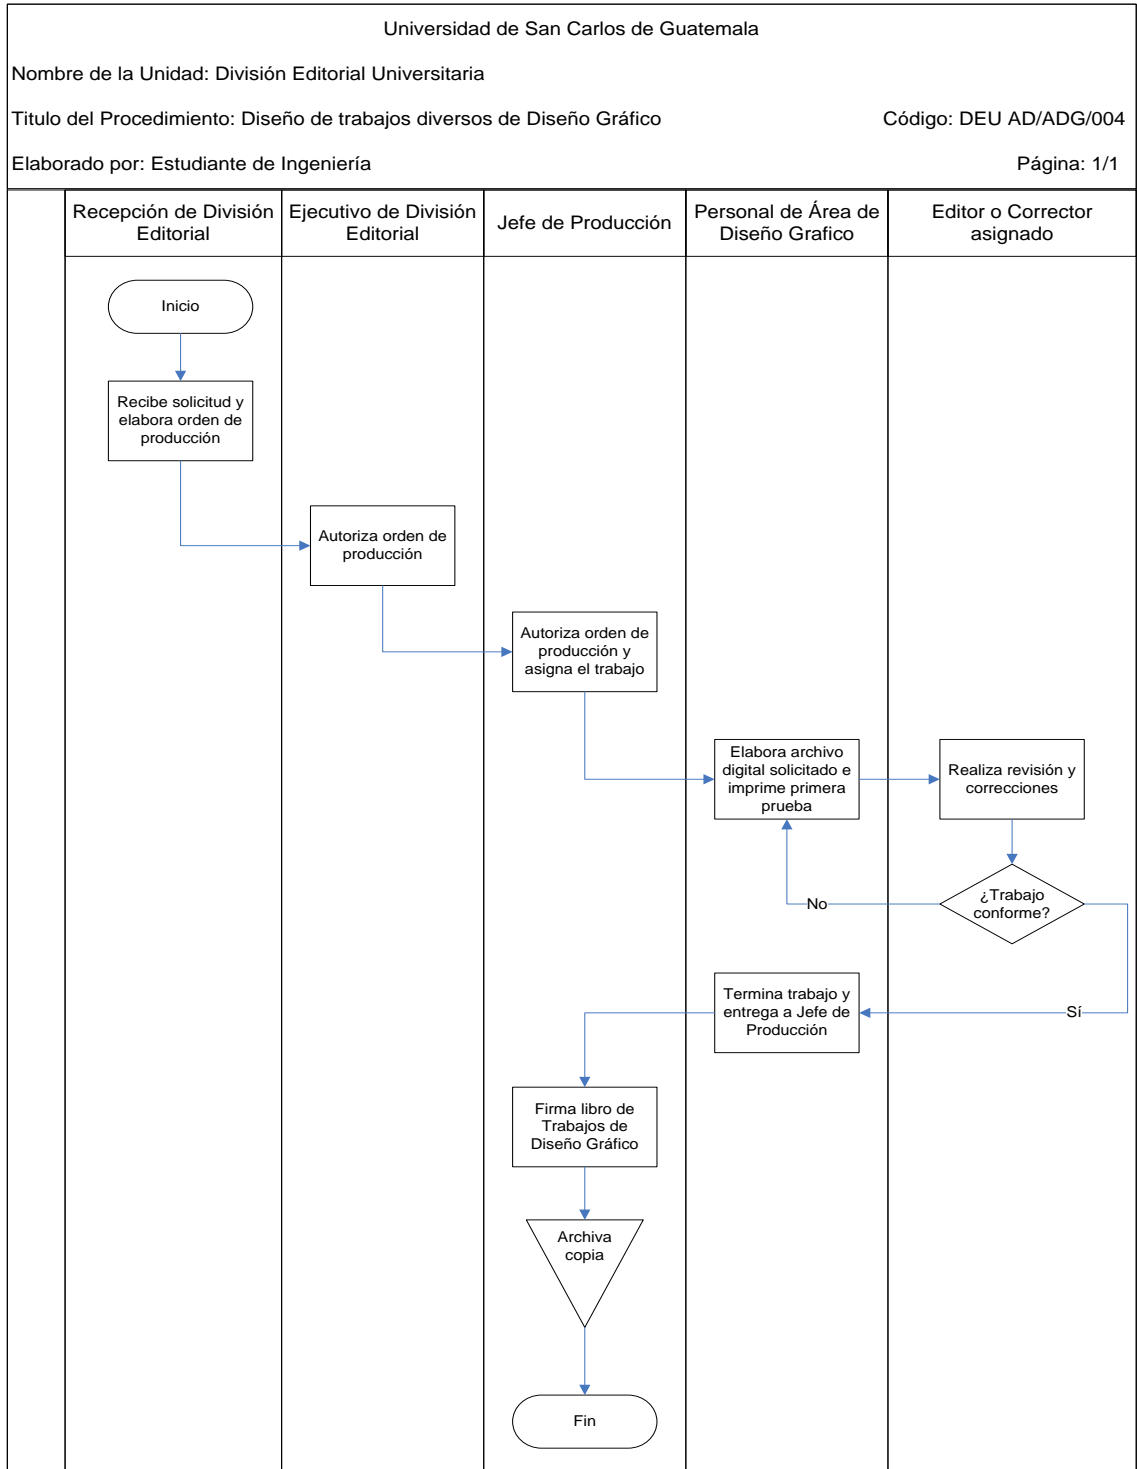 Universidad de San Carlos de Guatemala
Nombre de la Unidad: División Editorial Universitaria
Titulo del Procedimiento: Diseño de trabajos diversos de Diseño Gráfico
Código: DEU AD/ADG/004
Elaborado por: Estudiante de Ingeniería
Página: 1/1
Recepción de División
Editorial
Ejecutivo de División
Editorial
Jefe de Producción
Personal de Área de
Diseño Grafico
Editor o Corrector
asignado
Inicio
Recibe solicitud y
elabora orden de
producción
Autoriza orden de
producción
Autoriza orden de
producción y
asigna el trabajo
Elabora archivo
digital solicitado e
imprime primera
prueba
Realiza revisión y
correcciones
¿Trabajo
conforme?
No
Sí
Termina trabajo y
entrega a Jefe de
Producción
Firma libro de
Trabajos de
Diseño Gráfico
Archiva
copia
Fin